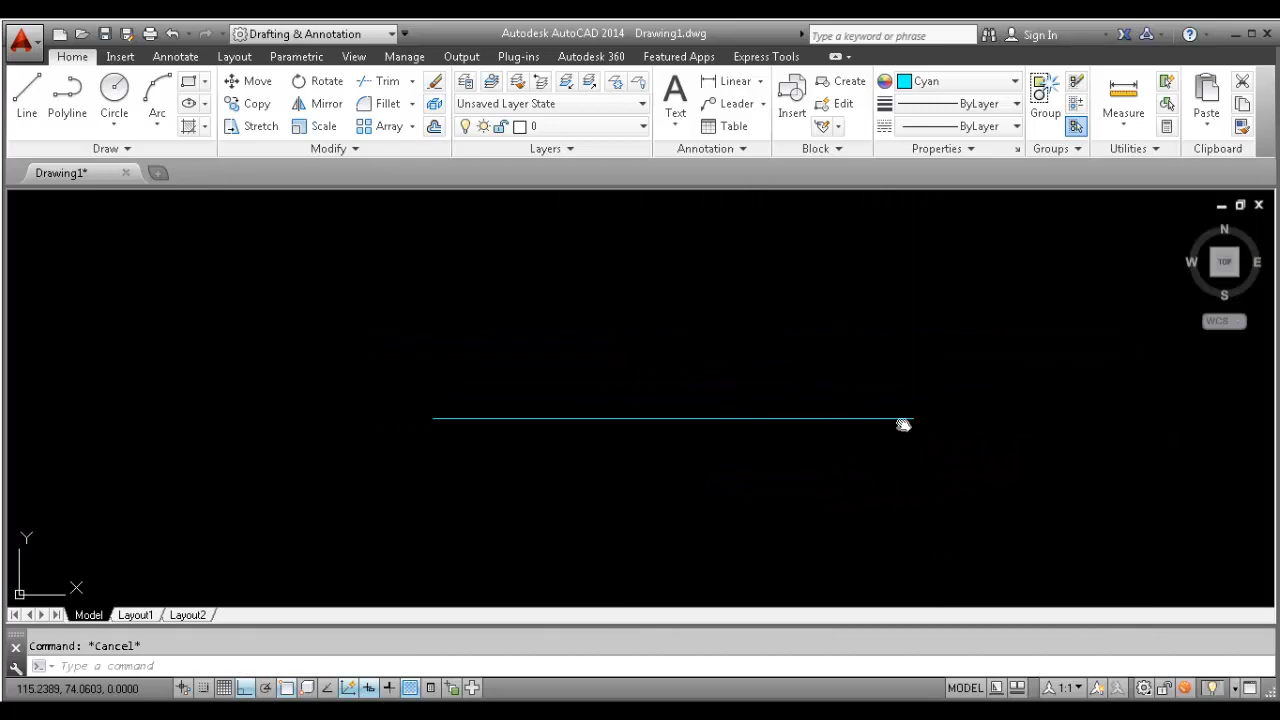 Drafting & Annotation Autodesk AutoCAD 2014 Drawing1.dwg Type a keyword or phrase Sign In
Home Insert Annotate Layout Parametric View Manage Output Plug-ins Autodesk 360 Featured Apps Express Tools
Move Rotate Trim Linear Create Cyan
Unsaved Layer State
Line Polyline Circle Arc Copy Mirror Fillet Text Leader Insert Edit ByLayer Group Measure Paste
Stretch Scale Array 0 Table ByLayer
Draw Modify Layers Annotation Block Properties Groups Utilities Clipboard
Drawing1*
N
W TOP E
S
WCS
Y
X
Model Layout1 Layout2
Command: *Cancel*
Type a command
115.2389, 74.0603, 0.0000 MODEL 1:1